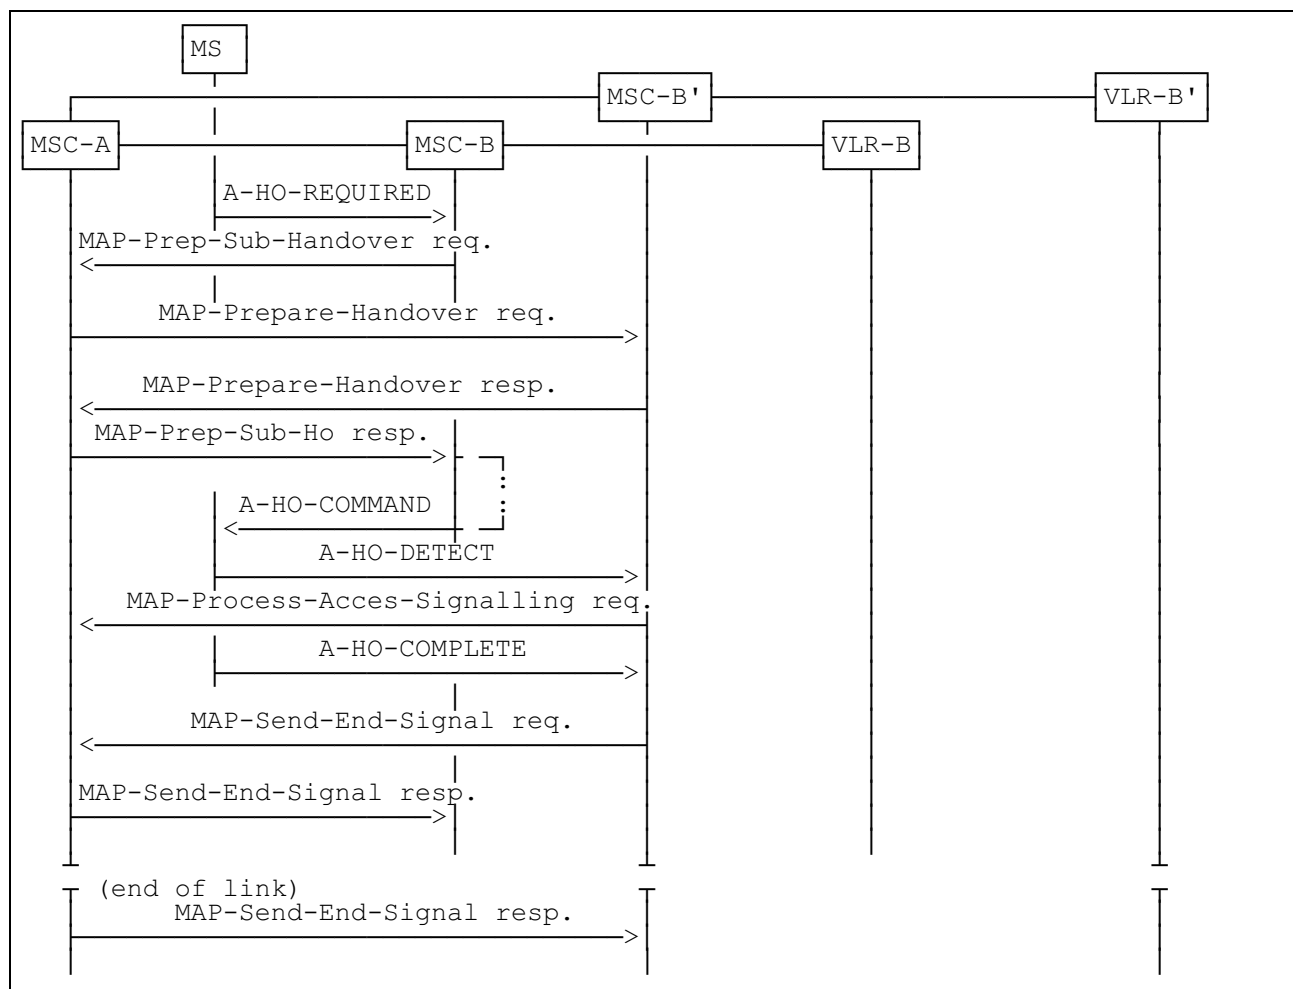 MS
MSC-B' VLR-B'
MSC-A MSC-B VLR-B
A-HO-REQUIRED
MAP-Prep-Sub-Handover req.
MAP-Prepare-Handover req.
MAP-Prepare-Handover resp.
MAP-Prep-Sub-Ho resp.
A-HO-COMMAND
A-HO-DETECT
MAP-Process-Acces-Signalling req.
A-HO-COMPLETE
MAP-Send-End-Signal req.
MAP-Send-End-Signal resp.
(end of link)
MAP-Send-End-Signal resp.